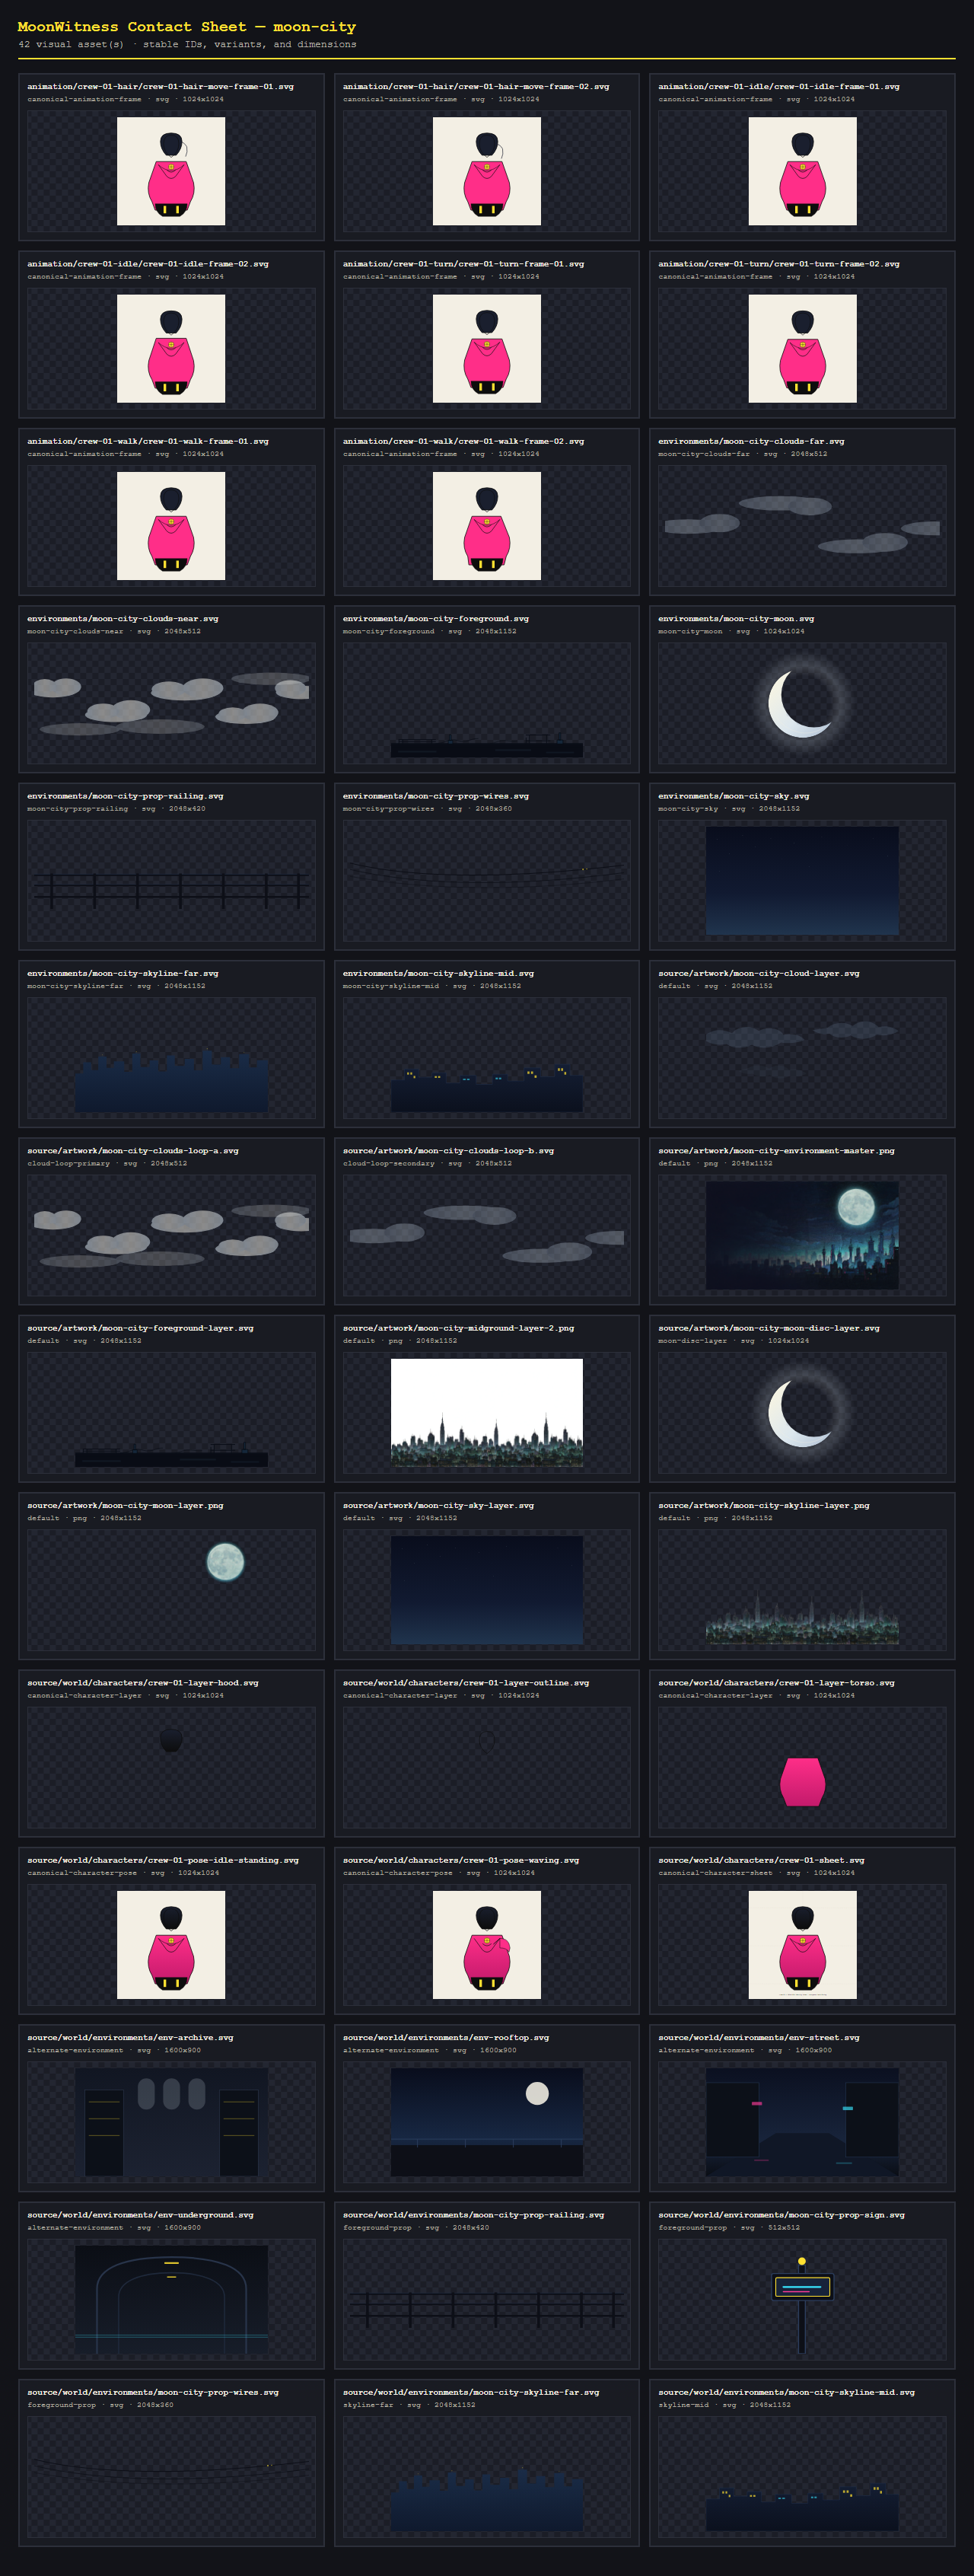 MoonWitness Contact Sheet — moon-city
42 visual asset(s) · stable IDs, variants, and dimensions
animation/crew-01-hair/crew-01-hair-move-frame-01.svg
canonical-animation-frame · svg · 1024x1024
animation/crew-01-hair/crew-01-hair-move-frame-02.svg
canonical-animation-frame · svg · 1024x1024
animation/crew-01-idle/crew-01-idle-frame-01.svg
canonical-animation-frame · svg · 1024x1024
animation/crew-01-idle/crew-01-idle-frame-02.svg
canonical-animation-frame · svg · 1024x1024
animation/crew-01-turn/crew-01-turn-frame-01.svg
canonical-animation-frame · svg · 1024x1024
animation/crew-01-turn/crew-01-turn-frame-02.svg
canonical-animation-frame · svg · 1024x1024
animation/crew-01-walk/crew-01-walk-frame-01.svg
canonical-animation-frame · svg · 1024x1024
animation/crew-01-walk/crew-01-walk-frame-02.svg
canonical-animation-frame · svg · 1024x1024
environments/moon-city-clouds-far.svg
moon-city-clouds-far · svg · 2048x512
environments/moon-city-clouds-near.svg
moon-city-clouds-near · svg · 2048x512
environments/moon-city-foreground.svg
moon-city-foreground · svg · 2048x1152
environments/moon-city-moon.svg
moon-city-moon · svg · 1024x1024
environments/moon-city-prop-railing.svg
moon-city-prop-railing · svg · 2048x420
environments/moon-city-prop-wires.svg
moon-city-prop-wires · svg · 2048x360
environments/moon-city-sky.svg
moon-city-sky · svg · 2048x1152
environments/moon-city-skyline-far.svg
moon-city-skyline-far · svg · 2048x1152
environments/moon-city-skyline-mid.svg
moon-city-skyline-mid · svg · 2048x1152
source/artwork/moon-city-cloud-layer.svg
default · svg · 2048x1152
source/artwork/moon-city-clouds-loop-a.svg
cloud-loop-primary · svg · 2048x512
source/artwork/moon-city-clouds-loop-b.svg
cloud-loop-secondary · svg · 2048x512
source/artwork/moon-city-environment-master.png
default · png · 2048x1152
source/artwork/moon-city-foreground-layer.svg
default · svg · 2048x1152
source/artwork/moon-city-midground-layer-2.png
default · png · 2048x1152
source/artwork/moon-city-moon-disc-layer.svg
moon-disc-layer · svg · 1024x1024
source/artwork/moon-city-moon-layer.png
default · png · 2048x1152
source/artwork/moon-city-sky-layer.svg
default · svg · 2048x1152
source/artwork/moon-city-skyline-layer.png
default · png · 2048x1152
source/world/characters/crew-01-layer-hood.svg
canonical-character-layer · svg · 1024x1024
source/world/characters/crew-01-layer-outline.svg
canonical-character-layer · svg · 1024x1024
source/world/characters/crew-01-layer-torso.svg
canonical-character-layer · svg · 1024x1024
source/world/characters/crew-01-pose-idle-standing.svg
canonical-character-pose · svg · 1024x1024
source/world/characters/crew-01-pose-waving.svg
canonical-character-pose · svg · 1024x1024
source/world/characters/crew-01-sheet.svg
canonical-character-sheet · svg · 1024x1024
source/world/environments/env-archive.svg
alternate-environment · svg · 1600x900
source/world/environments/env-rooftop.svg
alternate-environment · svg · 1600x900
source/world/environments/env-street.svg
alternate-environment · svg · 1600x900
source/world/environments/env-underground.svg
alternate-environment · svg · 1600x900
source/world/environments/moon-city-prop-railing.svg
foreground-prop · svg · 2048x420
source/world/environments/moon-city-prop-sign.svg
foreground-prop · svg · 512x512
source/world/environments/moon-city-prop-wires.svg
foreground-prop · svg · 2048x360
source/world/environments/moon-city-skyline-far.svg
skyline-far · svg · 2048x1152
source/world/environments/moon-city-skyline-mid.svg
skyline-mid · svg · 2048x1152